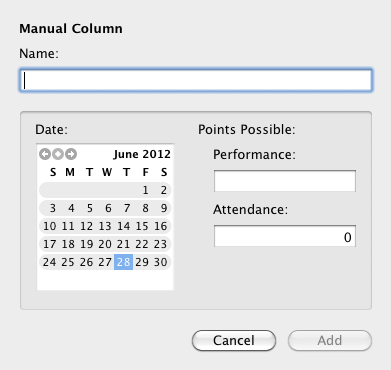 Manual Column
Name:
Date:
June 2012
S M T W T F S
1 2
3 4 5 6 7 8 9
10 11 12 13 14 15 16
17 18 19 20 21 22 23
24 25 26 27 28 29 30
Points Possible:
Performance:
Attendance:
0
Cancel
Add